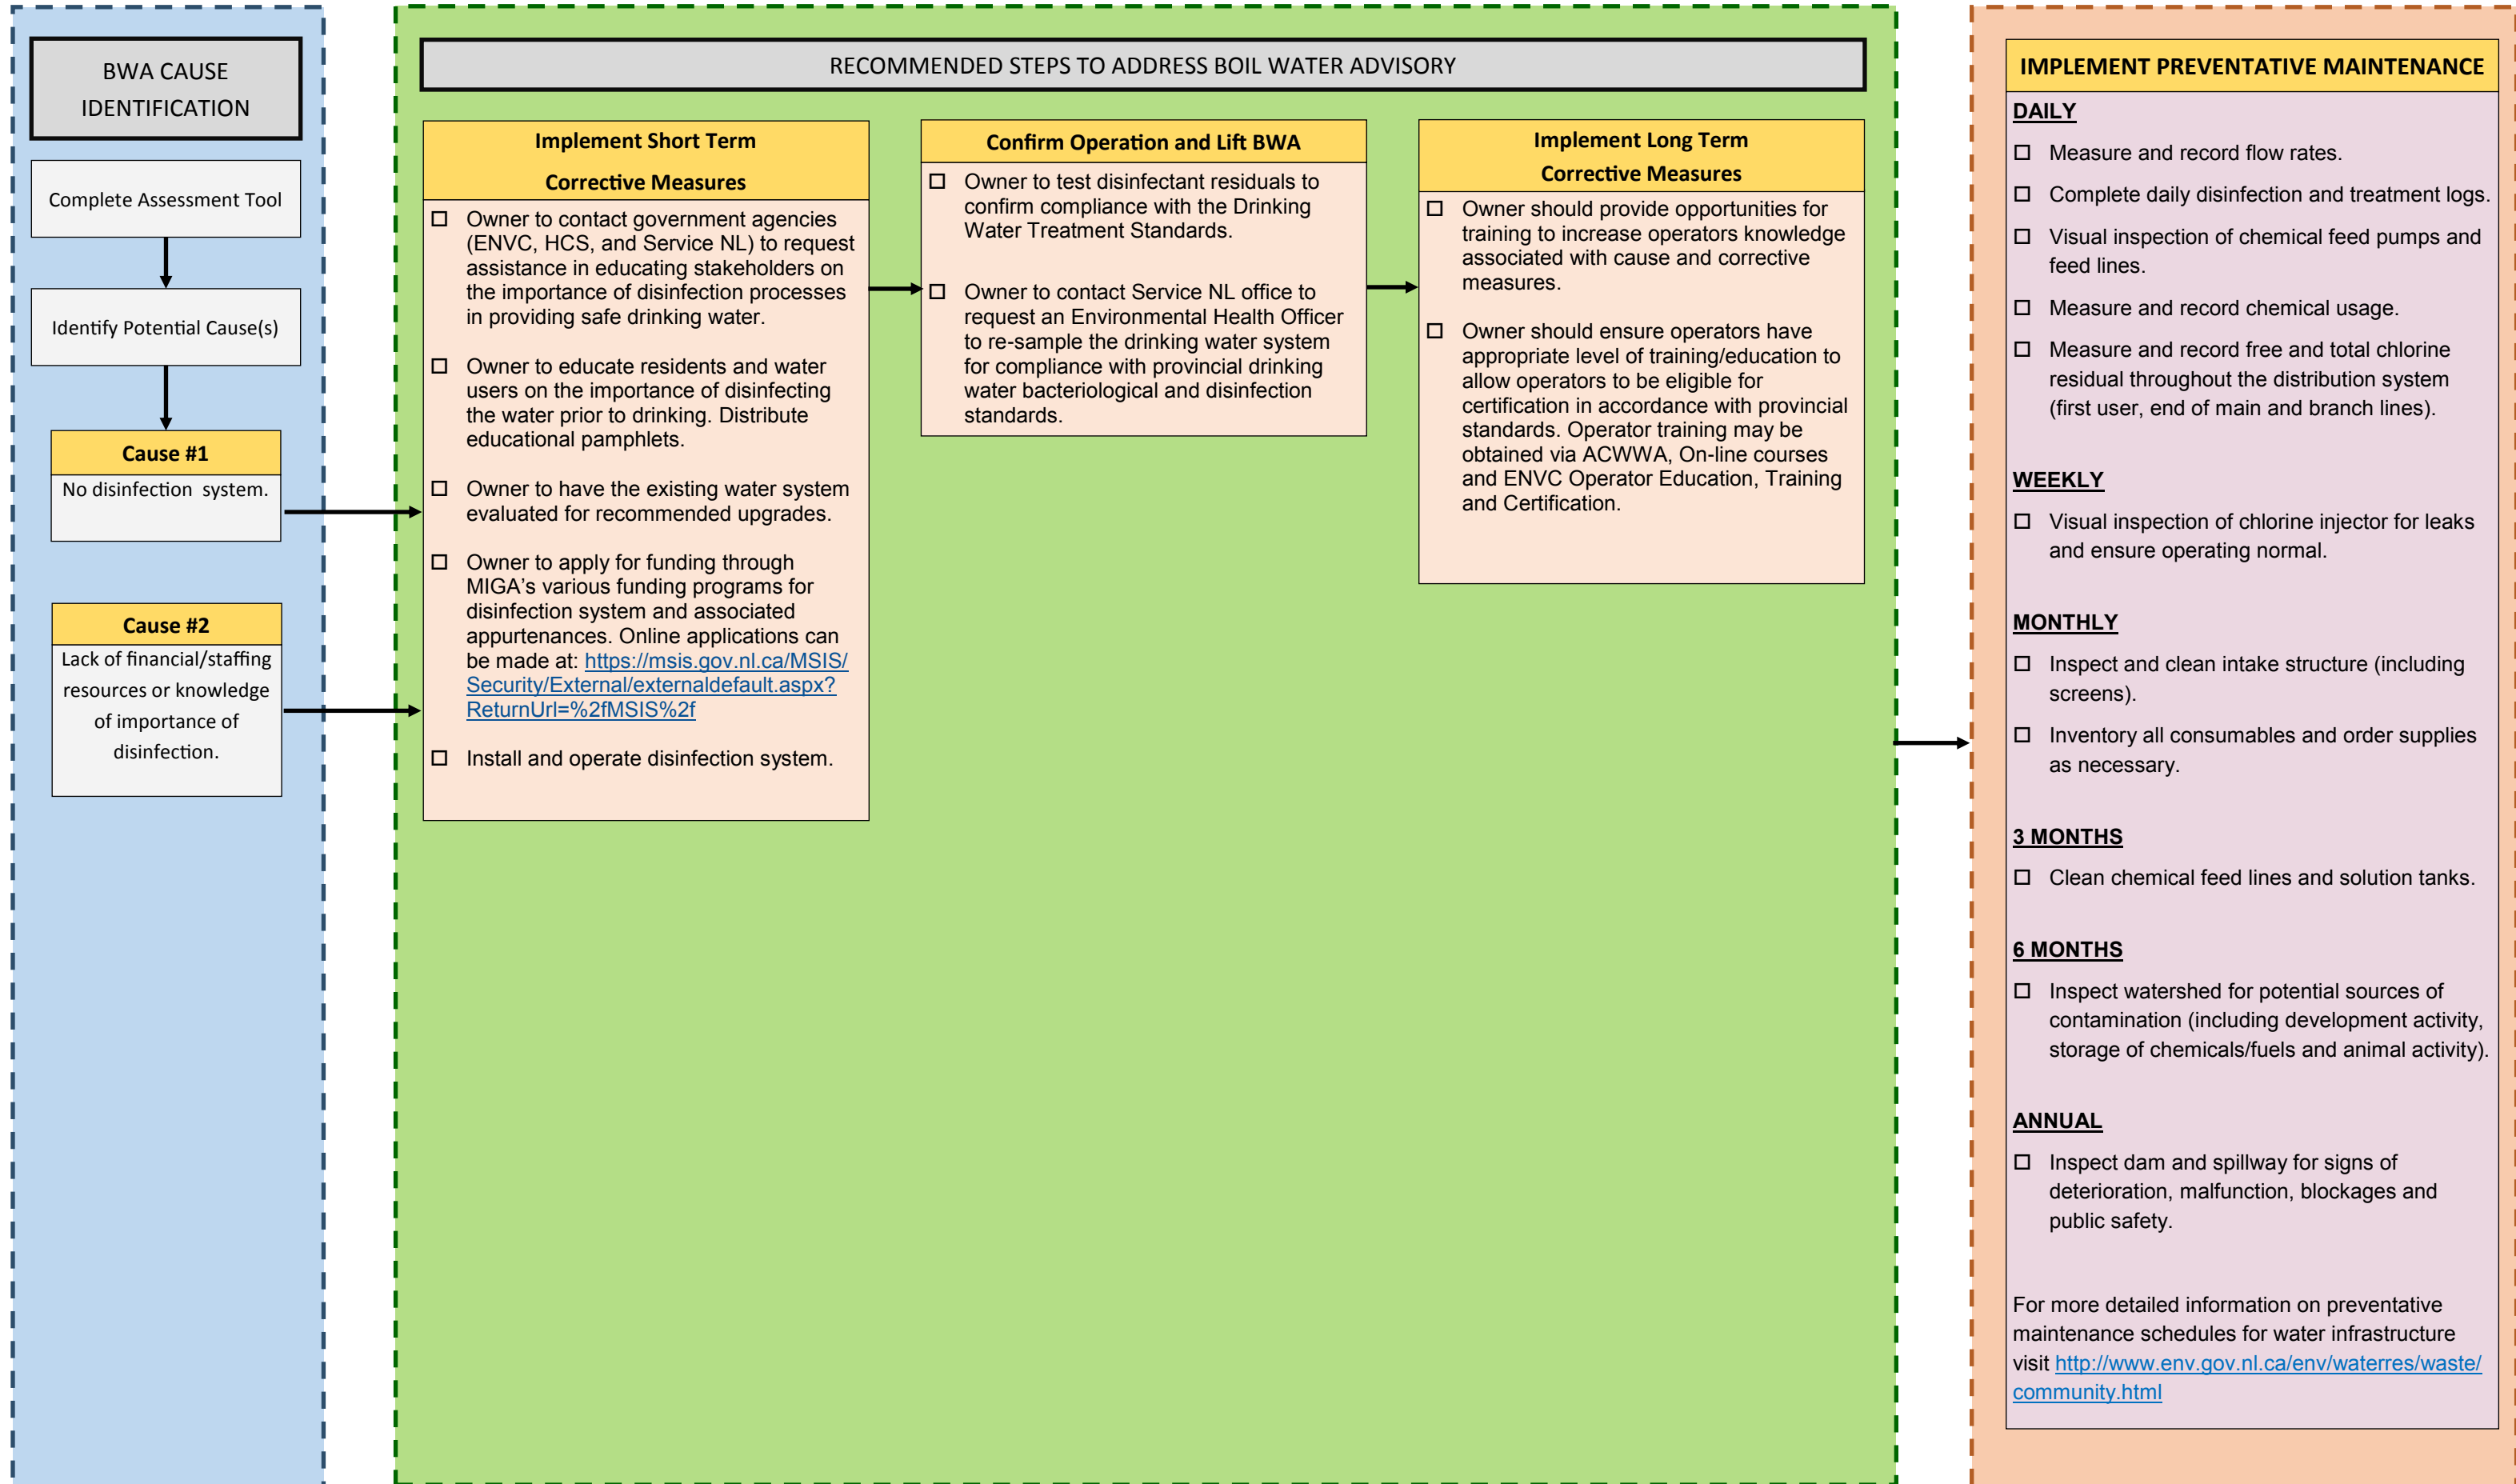 BWA CAUSE
IDENTIFICATION
Complete Assessment Tool
Identify Potential Cause(s)
Cause #1
No disinfection  system.
Cause #2
Lack of financial/staffing
resources or knowledge
of importance of
disinfection.
RECOMMENDED STEPS TO ADDRESS BOIL WATER ADVISORY
Implement Short Term
Corrective Measures
☐ Owner to contact government agencies
(ENVC, HCS, and Service NL) to request
assistance in educating stakeholders on
the importance of disinfection processes
in providing safe drinking water.
☐ Owner to educate residents and water
users on the importance of disinfecting
the water prior to drinking. Distribute
educational pamphlets.
☐ Owner to have the existing water system
evaluated for recommended upgrades.
☐ Owner to apply for funding through
MIGA’s various funding programs for
disinfection system and associated
appurtenances. Online applications can
be made at: https://msis.gov.nl.ca/MSIS/
Security/External/externaldefault.aspx?
ReturnUrl=%2fMSIS%2f
☐ Install and operate disinfection system.
Confirm Operation and Lift BWA
☐ Owner to test disinfectant residuals to
confirm compliance with the Drinking
Water Treatment Standards.
☐ Owner to contact Service NL office to
request an Environmental Health Officer
to re-sample the drinking water system
for compliance with provincial drinking
water bacteriological and disinfection
standards.
Implement Long Term
Corrective Measures
☐ Owner should provide opportunities for
training to increase operators knowledge
associated with cause and corrective
measures.
☐ Owner should ensure operators have
appropriate level of training/education to
allow operators to be eligible for
certification in accordance with provincial
standards. Operator training may be
obtained via ACWWA, On-line courses
and ENVC Operator Education, Training
and Certification.
IMPLEMENT PREVENTATIVE MAINTENANCE
DAILY
☐ Measure and record flow rates.
☐ Complete daily disinfection and treatment logs.
☐ Visual inspection of chemical feed pumps and
feed lines.
☐ Measure and record chemical usage.
☐ Measure and record free and total chlorine
residual throughout the distribution system
(first user, end of main and branch lines).
WEEKLY
☐ Visual inspection of chlorine injector for leaks
and ensure operating normal.
MONTHLY
☐ Inspect and clean intake structure (including
screens).
☐ Inventory all consumables and order supplies
as necessary.
3 MONTHS
☐ Clean chemical feed lines and solution tanks.
6 MONTHS
☐ Inspect watershed for potential sources of
contamination (including development activity,
storage of chemicals/fuels and animal activity).
ANNUAL
☐ Inspect dam and spillway for signs of
deterioration, malfunction, blockages and
public safety.
For more detailed information on preventative
maintenance schedules for water infrastructure
visit http://www.env.gov.nl.ca/env/waterres/waste/
community.html